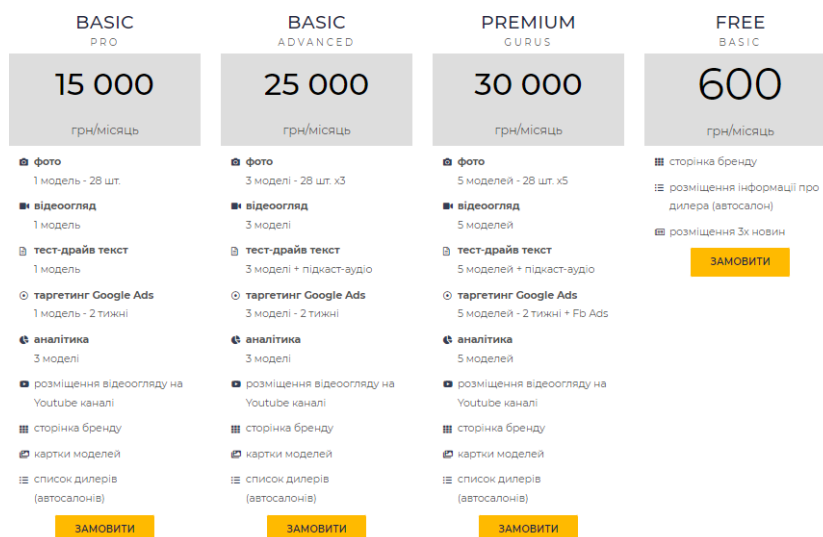 BASIC
PRO
15 000
грн/місяць
фото
1 модель - 28 шт.
відеоогляд
1 модель
тест-драйв текст
1 модель
таргетинг Google Ads
1 модель - 2 тижні
аналітика
3 моделі
розміщення відеоогляду на
Youtube каналі
сторінка бренду
картки моделей
список дилерів
(автосалонів)
ЗАМОВИТИ
BASIC
ADVANCED
25 000
грн/місяць
фото
3 моделі - 28 шт. x3
відеоогляд
3 моделі
тест-драйв текст
3 моделі + підкаст-аудіо
таргетинг Google Ads
3 моделі - 2 тижні
аналітика
3 моделі
розміщення відеоогляду на
Youtube каналі
сторінка бренду
картки моделей
список дилерів
(автосалонів)
ЗАМОВИТИ
PREMIUM
GURUS
30 000
грн/місяць
фото
5 моделей - 28 шт. x5
відеоогляд
5 моделей
тест-драйв текст
5 моделей + підкаст-аудіо
таргетинг Google Ads
5 моделей - 2 тижні + Fb Ads
аналітика
5 моделей
розміщення відеоогляду на
Youtube каналі
сторінка бренду
картки моделей
список дилерів
(автосалонів)
ЗАМОВИТИ
FREE
BASIC
600
грн/місяць
сторінка бренду
розміщення інформації про
дилера (автосалон)
розміщення 3х новин
ЗАМОВИТИ